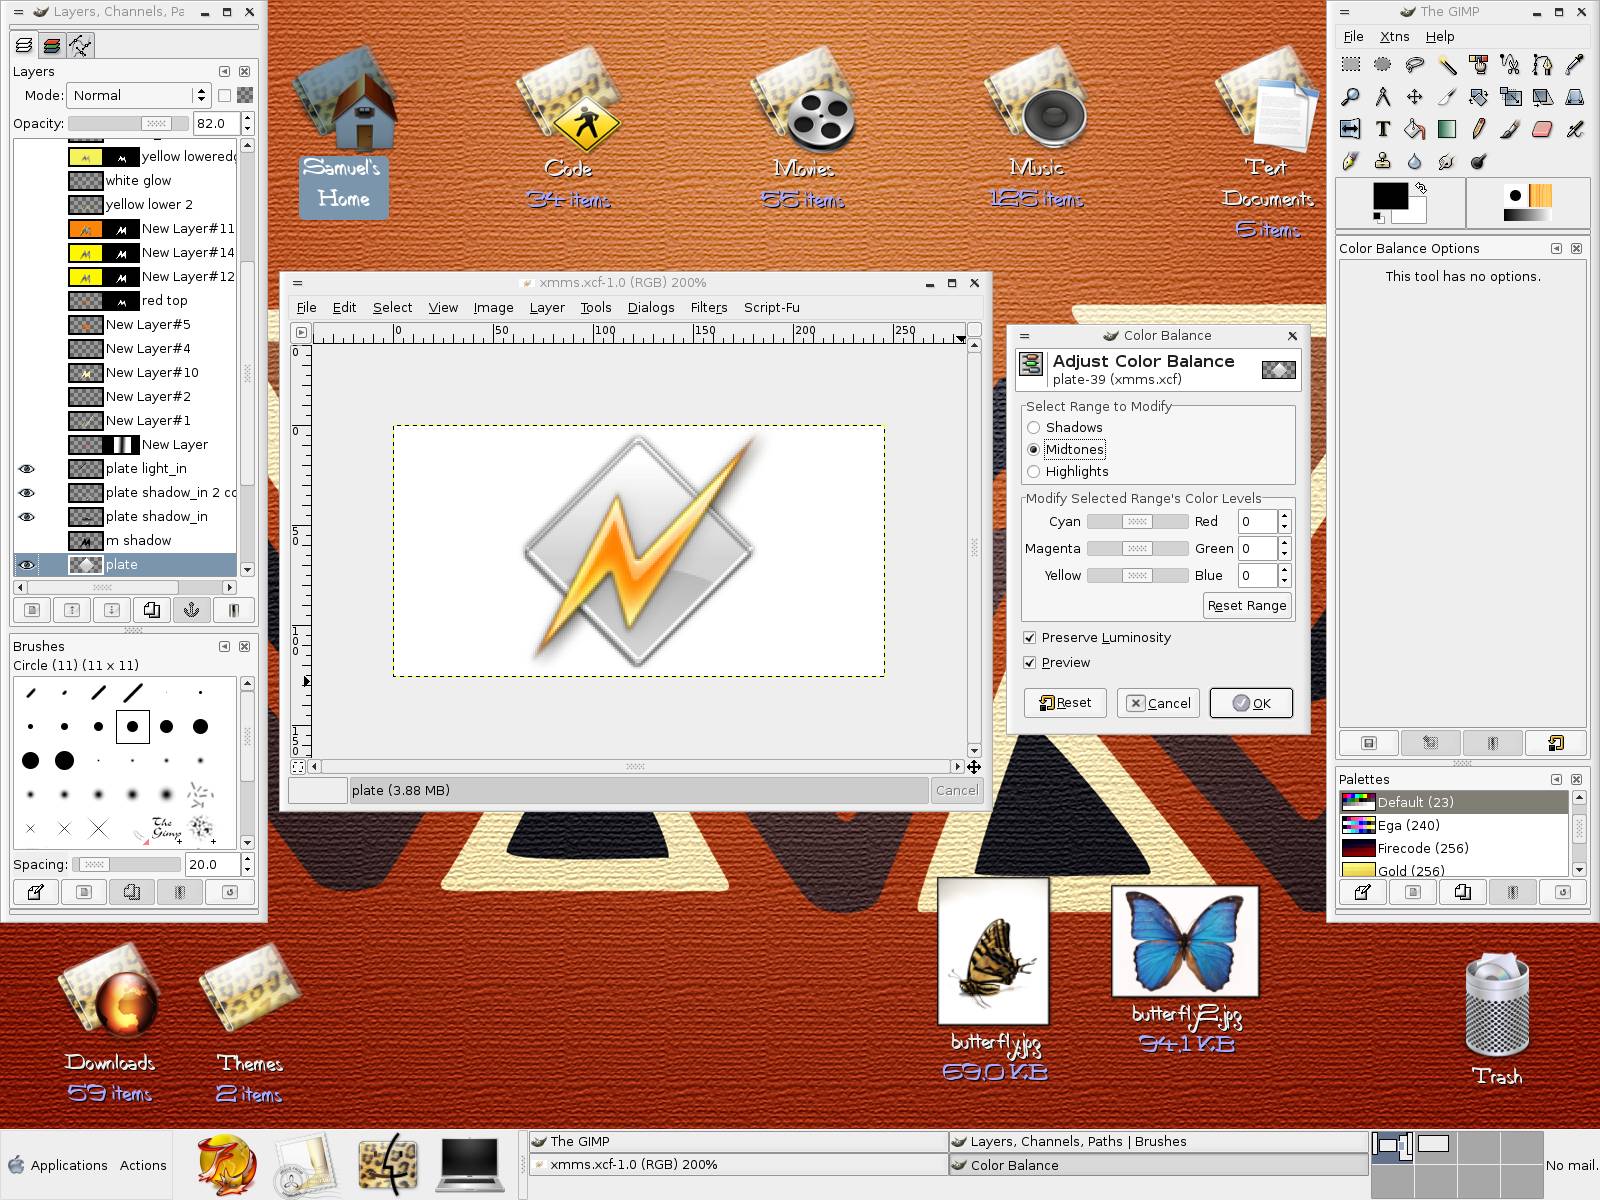 Layers, Channels, Pa
Layers
Mode: Normal
Opacity: 82.0
yellow lowered
white glow
yellow lower 2
New Layer#11
New Layer#14
New Layer#12
red top
New Layer#5
New Layer#4
New Layer#10
New Layer#2
New Layer#1
New Layer
plate light_in
plate shadow_in 2 co
plate shadow_in
m shadow
plate
Brushes
Circle (11) (11 x 11)
The
Gimp
Spacing: 20.0
Samuel's
Home
Code
34 items
Movies
55 items
Music
125 items
Text
Documents
6 items
xmms.xcf-1.0 (RGB) 200%
File Edit Select View Image Layer Tools Dialogs Filters Script-Fu
0 50 100 150 200 250
0
0
50
100
150
plate (3.88 MB) Cancel
Color Balance
Adjust Color Balance
plate-39 (xmms.xcf)
Select Range to Modify
Shadows
Midtones
Highlights
Modify Selected Range's Color Levels
Cyan Red 0
Magenta Green 0
Yellow Blue 0
Reset Range
Preserve Luminosity
Preview
Reset Cancel OK
The GIMP
File Xtns Help
Color Balance Options
This tool has no options.
Palettes
Default (23)
Ega (240)
Firecode (256)
Gold (256)
Downloads
59 items
Themes
2 items
butterfly.jpg
69.0 KB
butterfly2.jpg
94.1 KB
Trash
Applications Actions
The GIMP
Layers, Channels, Paths | Brushes
xmms.xcf-1.0 (RGB) 200%
Color Balance
No mail.